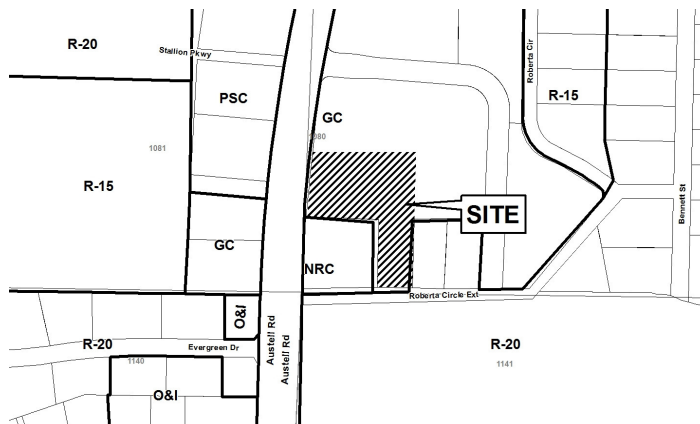 R-20
Stallion Pkwy
Roberta Cir
PSC
R-15
GC
980
1081
R-15
Bennett St
SITE
GC
NRC
Roberta Circle Ext
O&I
Austell Rd
Austell Rd
R-20
Evergreen Dr
R-20
1140
1141
O&I